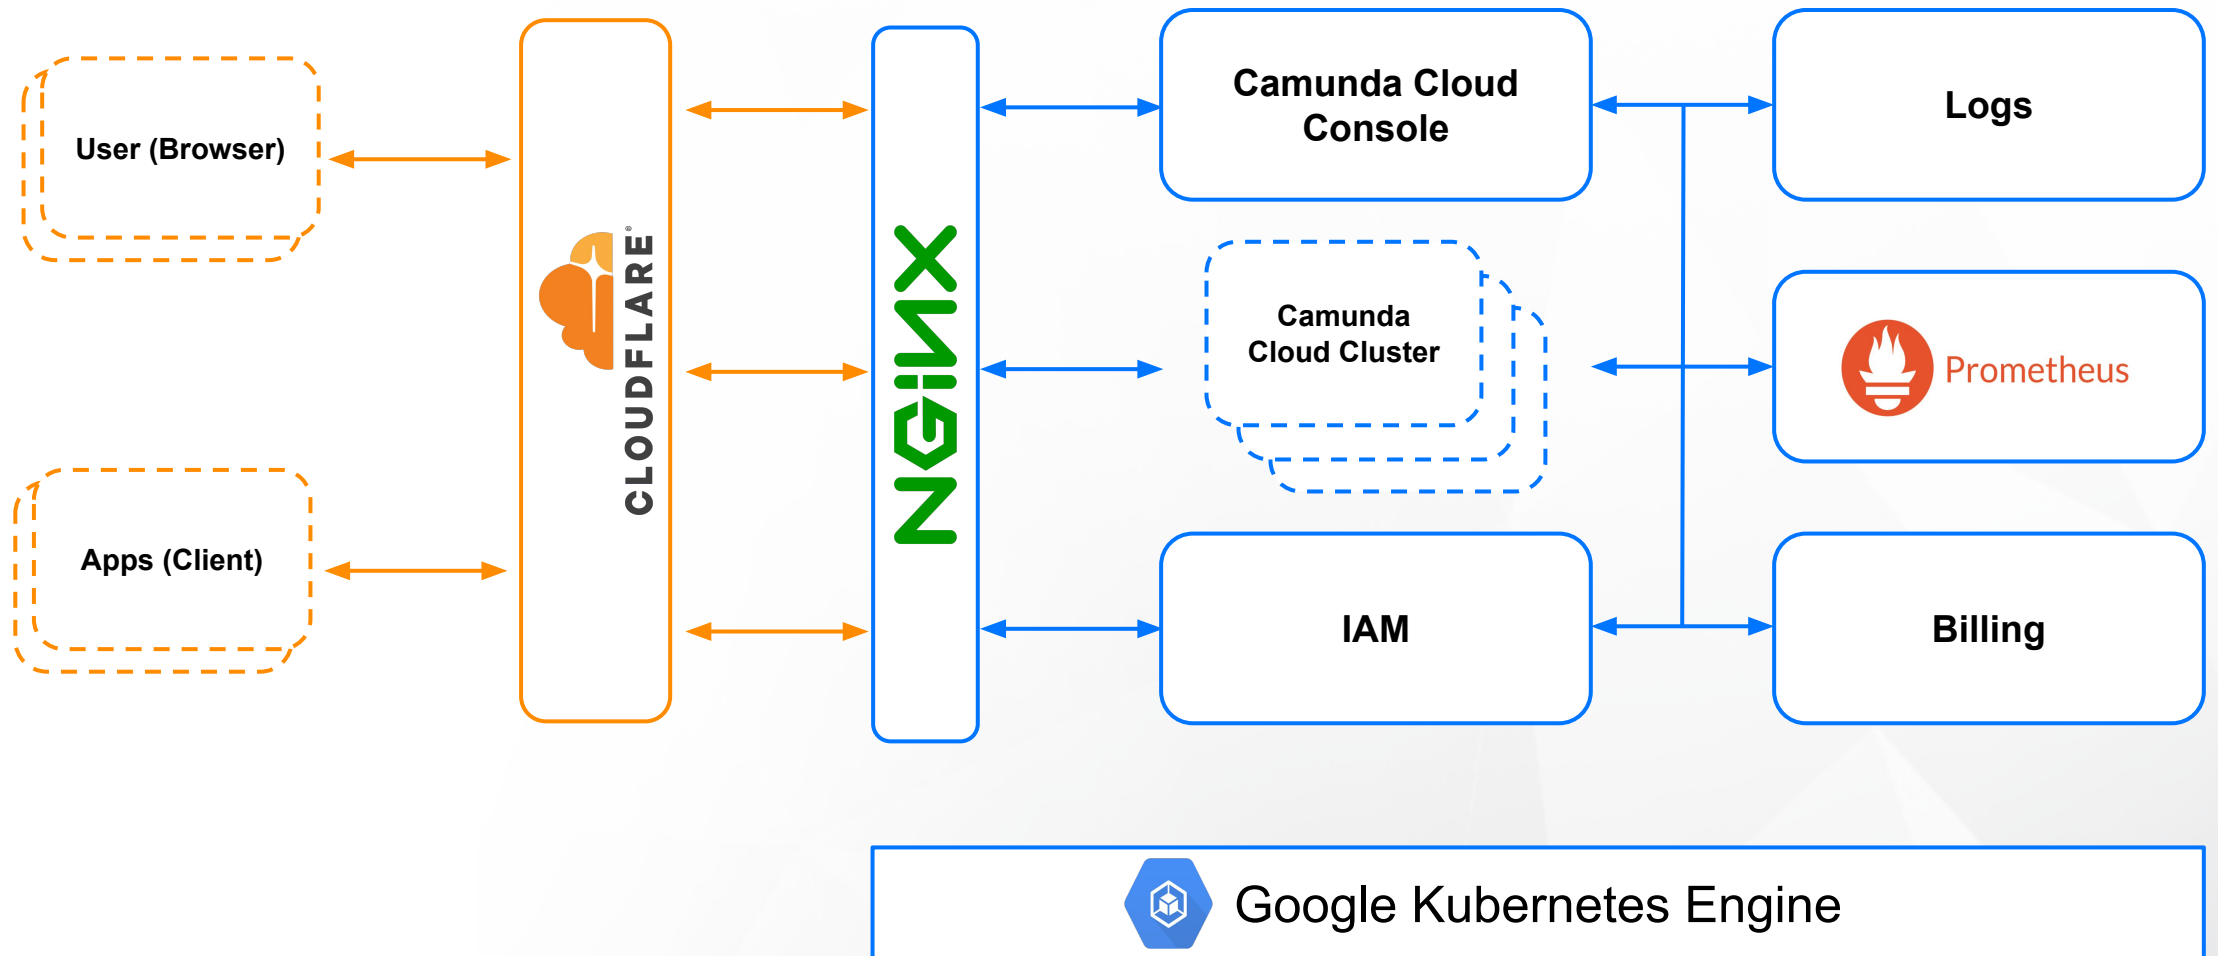 User (Browser)
Apps (Client)
CLOUDFLARE®
NGINX
Camunda Cloud
Console
Camunda
Cloud Cluster
IAM
Logs
Prometheus
Billing
Google Kubernetes Engine